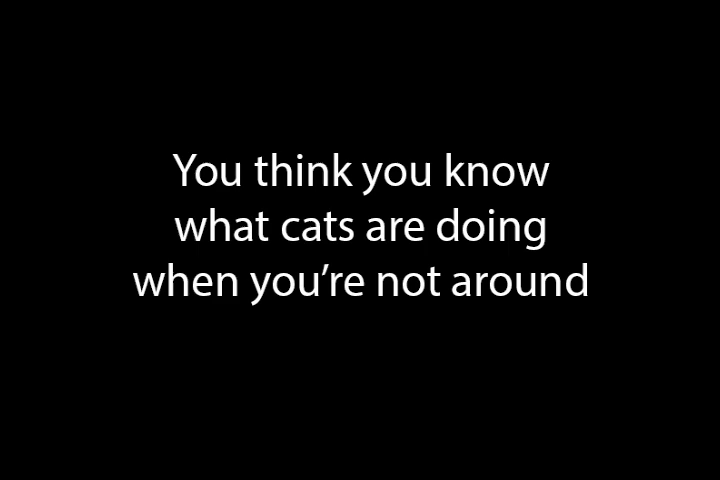 You think you know
what cats are doing
when you’re not around